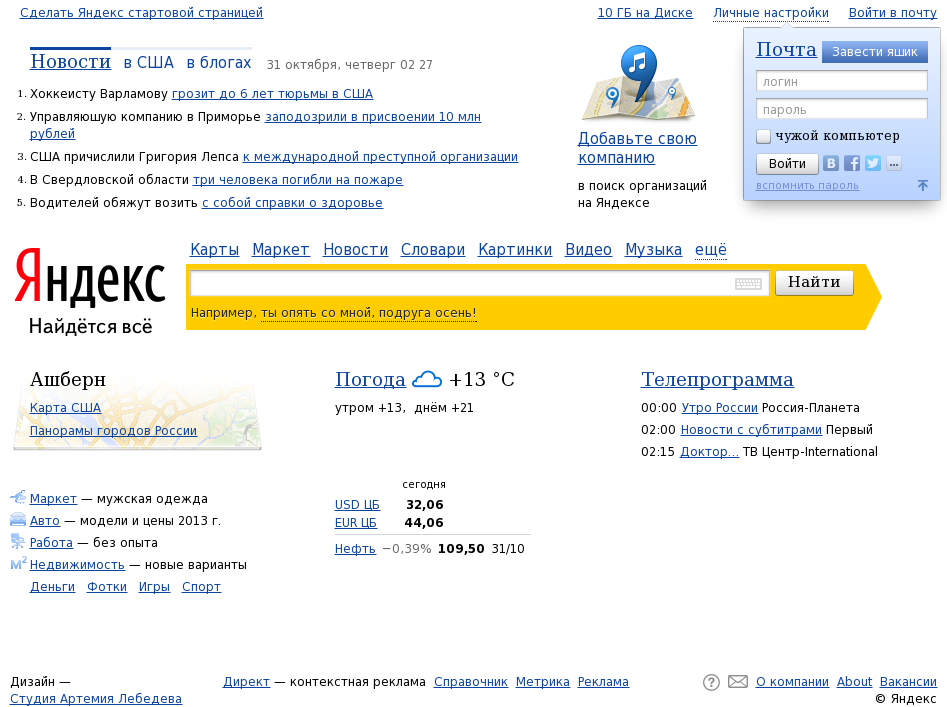 Сделать Яндекс стартовой страницей
10 ГБ на Диске Личные настройки Войти в почту
Новости в США в блогах 31 октября, четверг 02 27
1. Хоккеисту Варламову грозит до 6 лет тюрьмы в США
2. Управляюшую компанию в Приморье заподозрили в присвоении 10 млн
рублей
3. США причислили Григория Лепса к международной преступной организации
4. В Свердловской области три человека погибли на пожаре
5. Водителей обяжут возить с собой справки о здоровье
Добавьте свою
компанию
в поиск организаций
на Яндексе
Почта Завести яшик
логин
пароль
чужой компьютер
Войти
вспомнить пароль
Яндекс
Найдётся всё
Карты Маркет Новости Словари Картинки Видео Музыка ещё
Найти
Например, ты опять со мной, подруга осень!
Ашберн
Карта США
Панорамы городов России
Погода +13 °C
утром +13, днём +21
Телепрограмма
00:00 Утро России Россия-Планета
02:00 Новости с субтитрами Первый
02:15 Доктор... ТВ Центр-International
Маркет — мужская одежда
Авто — модели и цены 2013 г.
Работа — без опыта
Недвижимость — новые варианты
Деньги Фотки Игры Спорт
сегодня
USD ЦБ 32,06
EUR ЦБ 44,06
Нефть −0,39% 109,50 31/10
Дизайн —
Студия Артемия Лебедева
Директ — контекстная реклама Справочник Метрика Реклама
О компании About Вакансии
© Яндекс